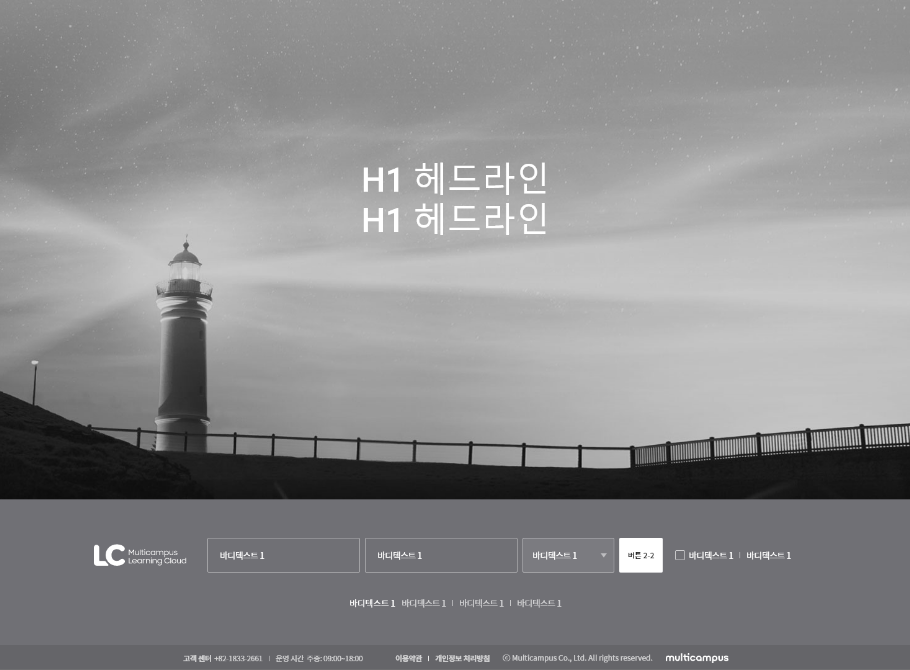 H1 헤드라인
H1 헤드라인
LC Multicampus Learning Cloud
바디텍스트 1
바디텍스트 1
바디텍스트 1
버튼 2-2
바디텍스트 1 | 바디텍스트 1
바디텍스트 1 바디텍스트 1 | 바디텍스트 1 | 바디텍스트 1
고객 센터 +82 1833-2661 | 운영 시간 주중: 09:00~18:00 이용약관 | 개인정보 처리방침 ⓒ Multicampus Co., Ltd. All rights reserved. multicampus